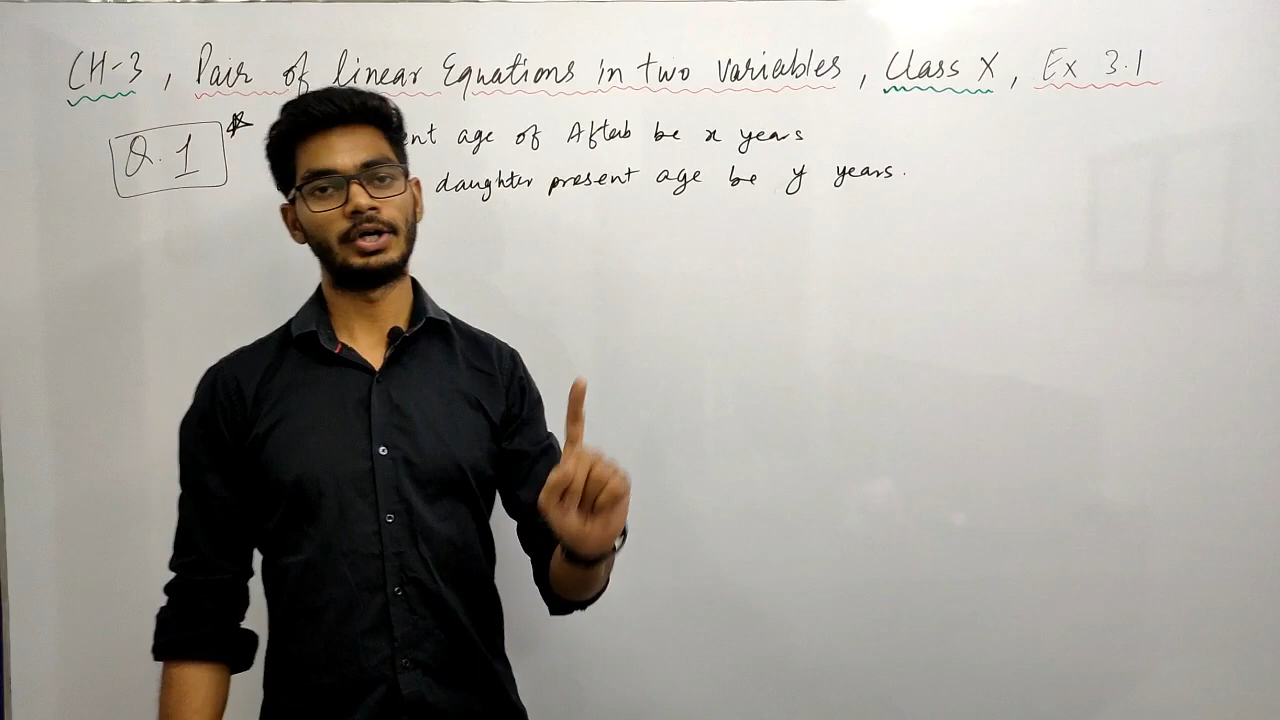 CH-3 , Pair of linear Equations in two variables , Class X , Ex 3.1
Q.1 age of Aftab be x years
daughter present age be y years.